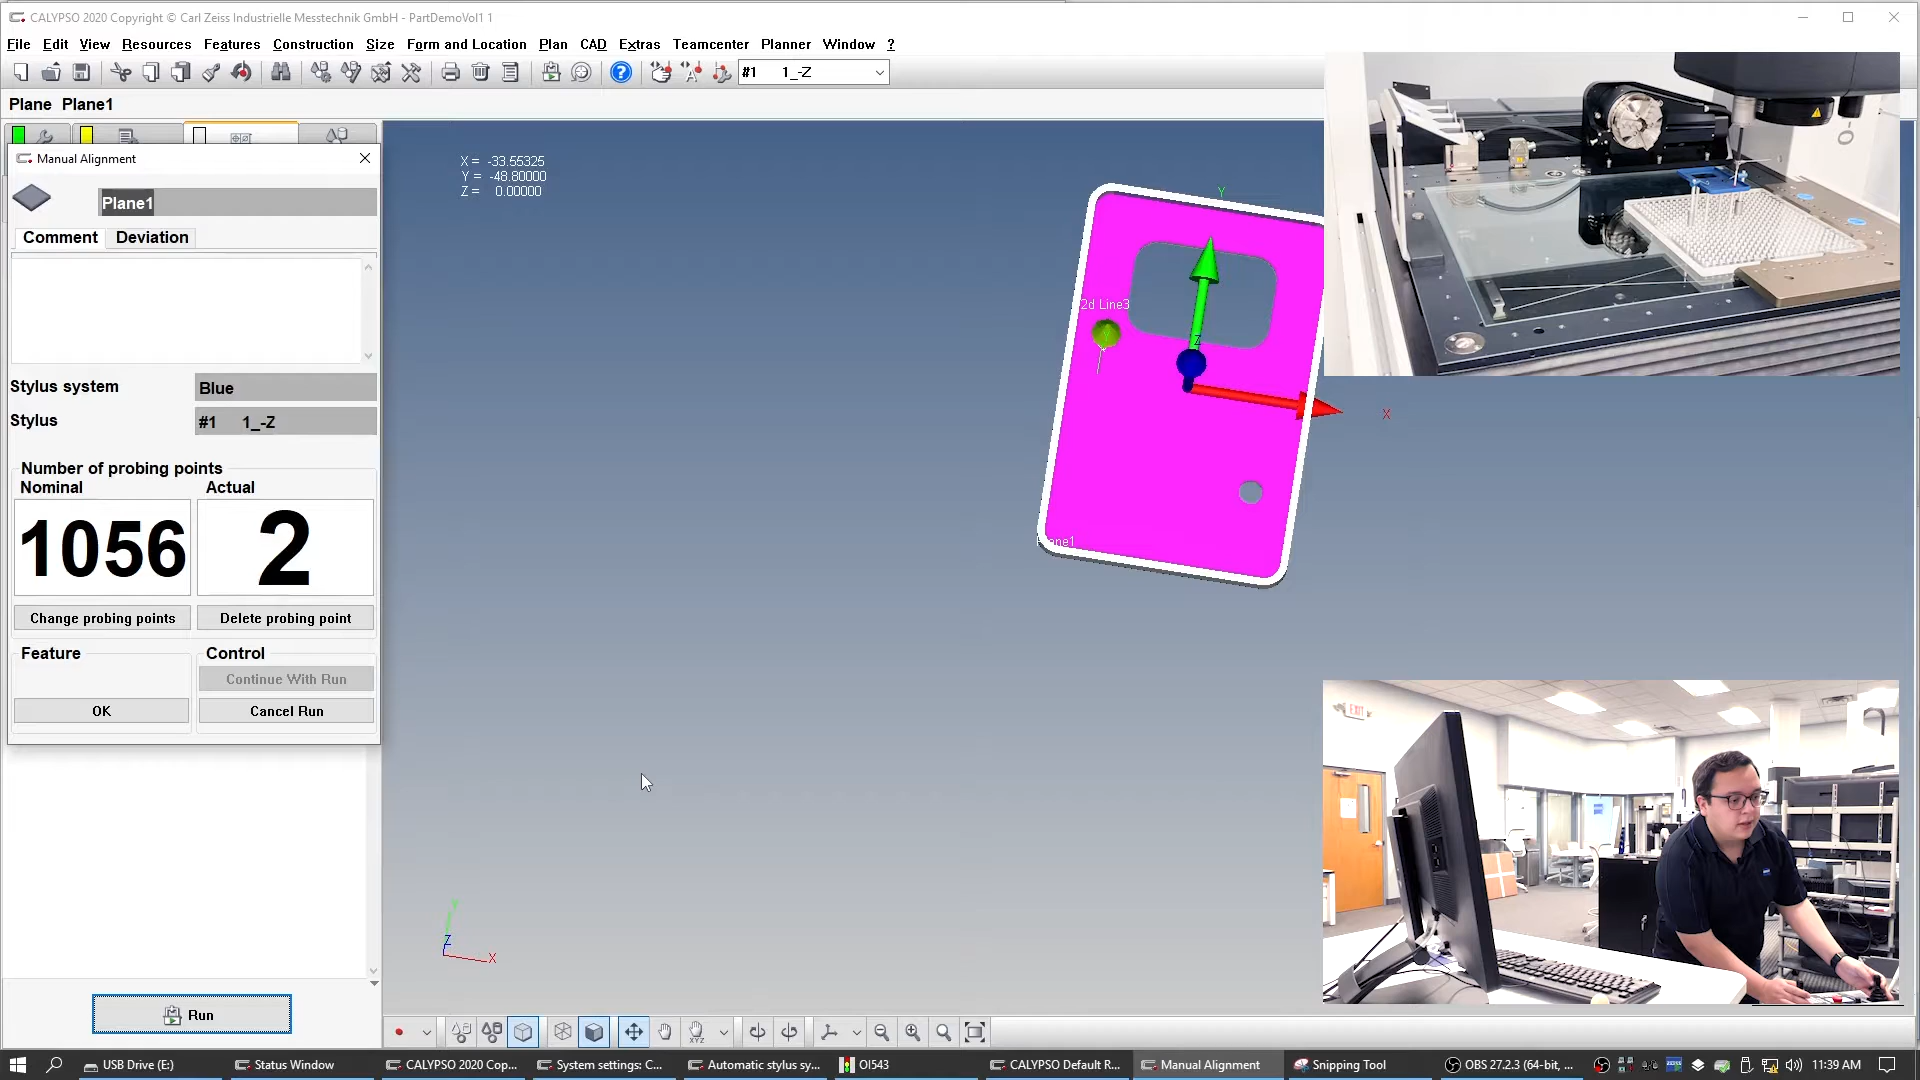 CALYPSO 2020 Copyright © Carl Zeiss Industrielle Messtechnik GmbH - PartDemoVol1 1
File Edit View Resources Features Construction Size Form and Location Plan CAD Extras Teamcenter Planner Window ?
#1 1_-Z
Plane Plane1
Manual Alignment
Plane1
Comment Deviation
Stylus system Blue
Stylus #1 1_-Z
Number of probing points
Nominal Actual
1056 2
Change probing points Delete probing point
Feature Control
Continue With Run
OK Cancel Run
Run
X = -33.55325
Y = -48.80000
Z = 0.00000
Y
2d Line3
Z
X
Y
Z
X
EXIT
XYZ
USB Drive (E:) Status Window CALYPSO 2020 Cop... System settings: C... Automatic stylus sy... OI543 CALYPSO Default R... Manual Alignment Snipping Tool OBS 27.2.3 (64-bit, ... 11:39 AM